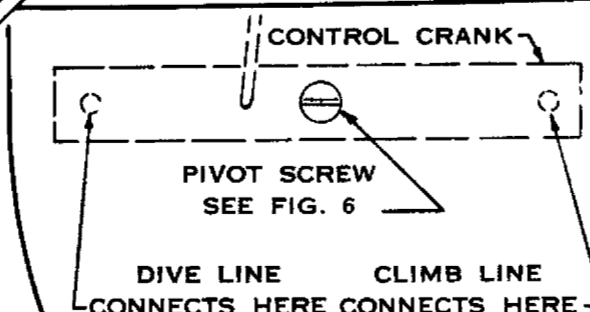 CONTROL CRANK
PIVOT SCREW
SEE FIG. 6
DIVE LINE
CONNECTS HERE
CLIMB LINE
CONNECTS HERE